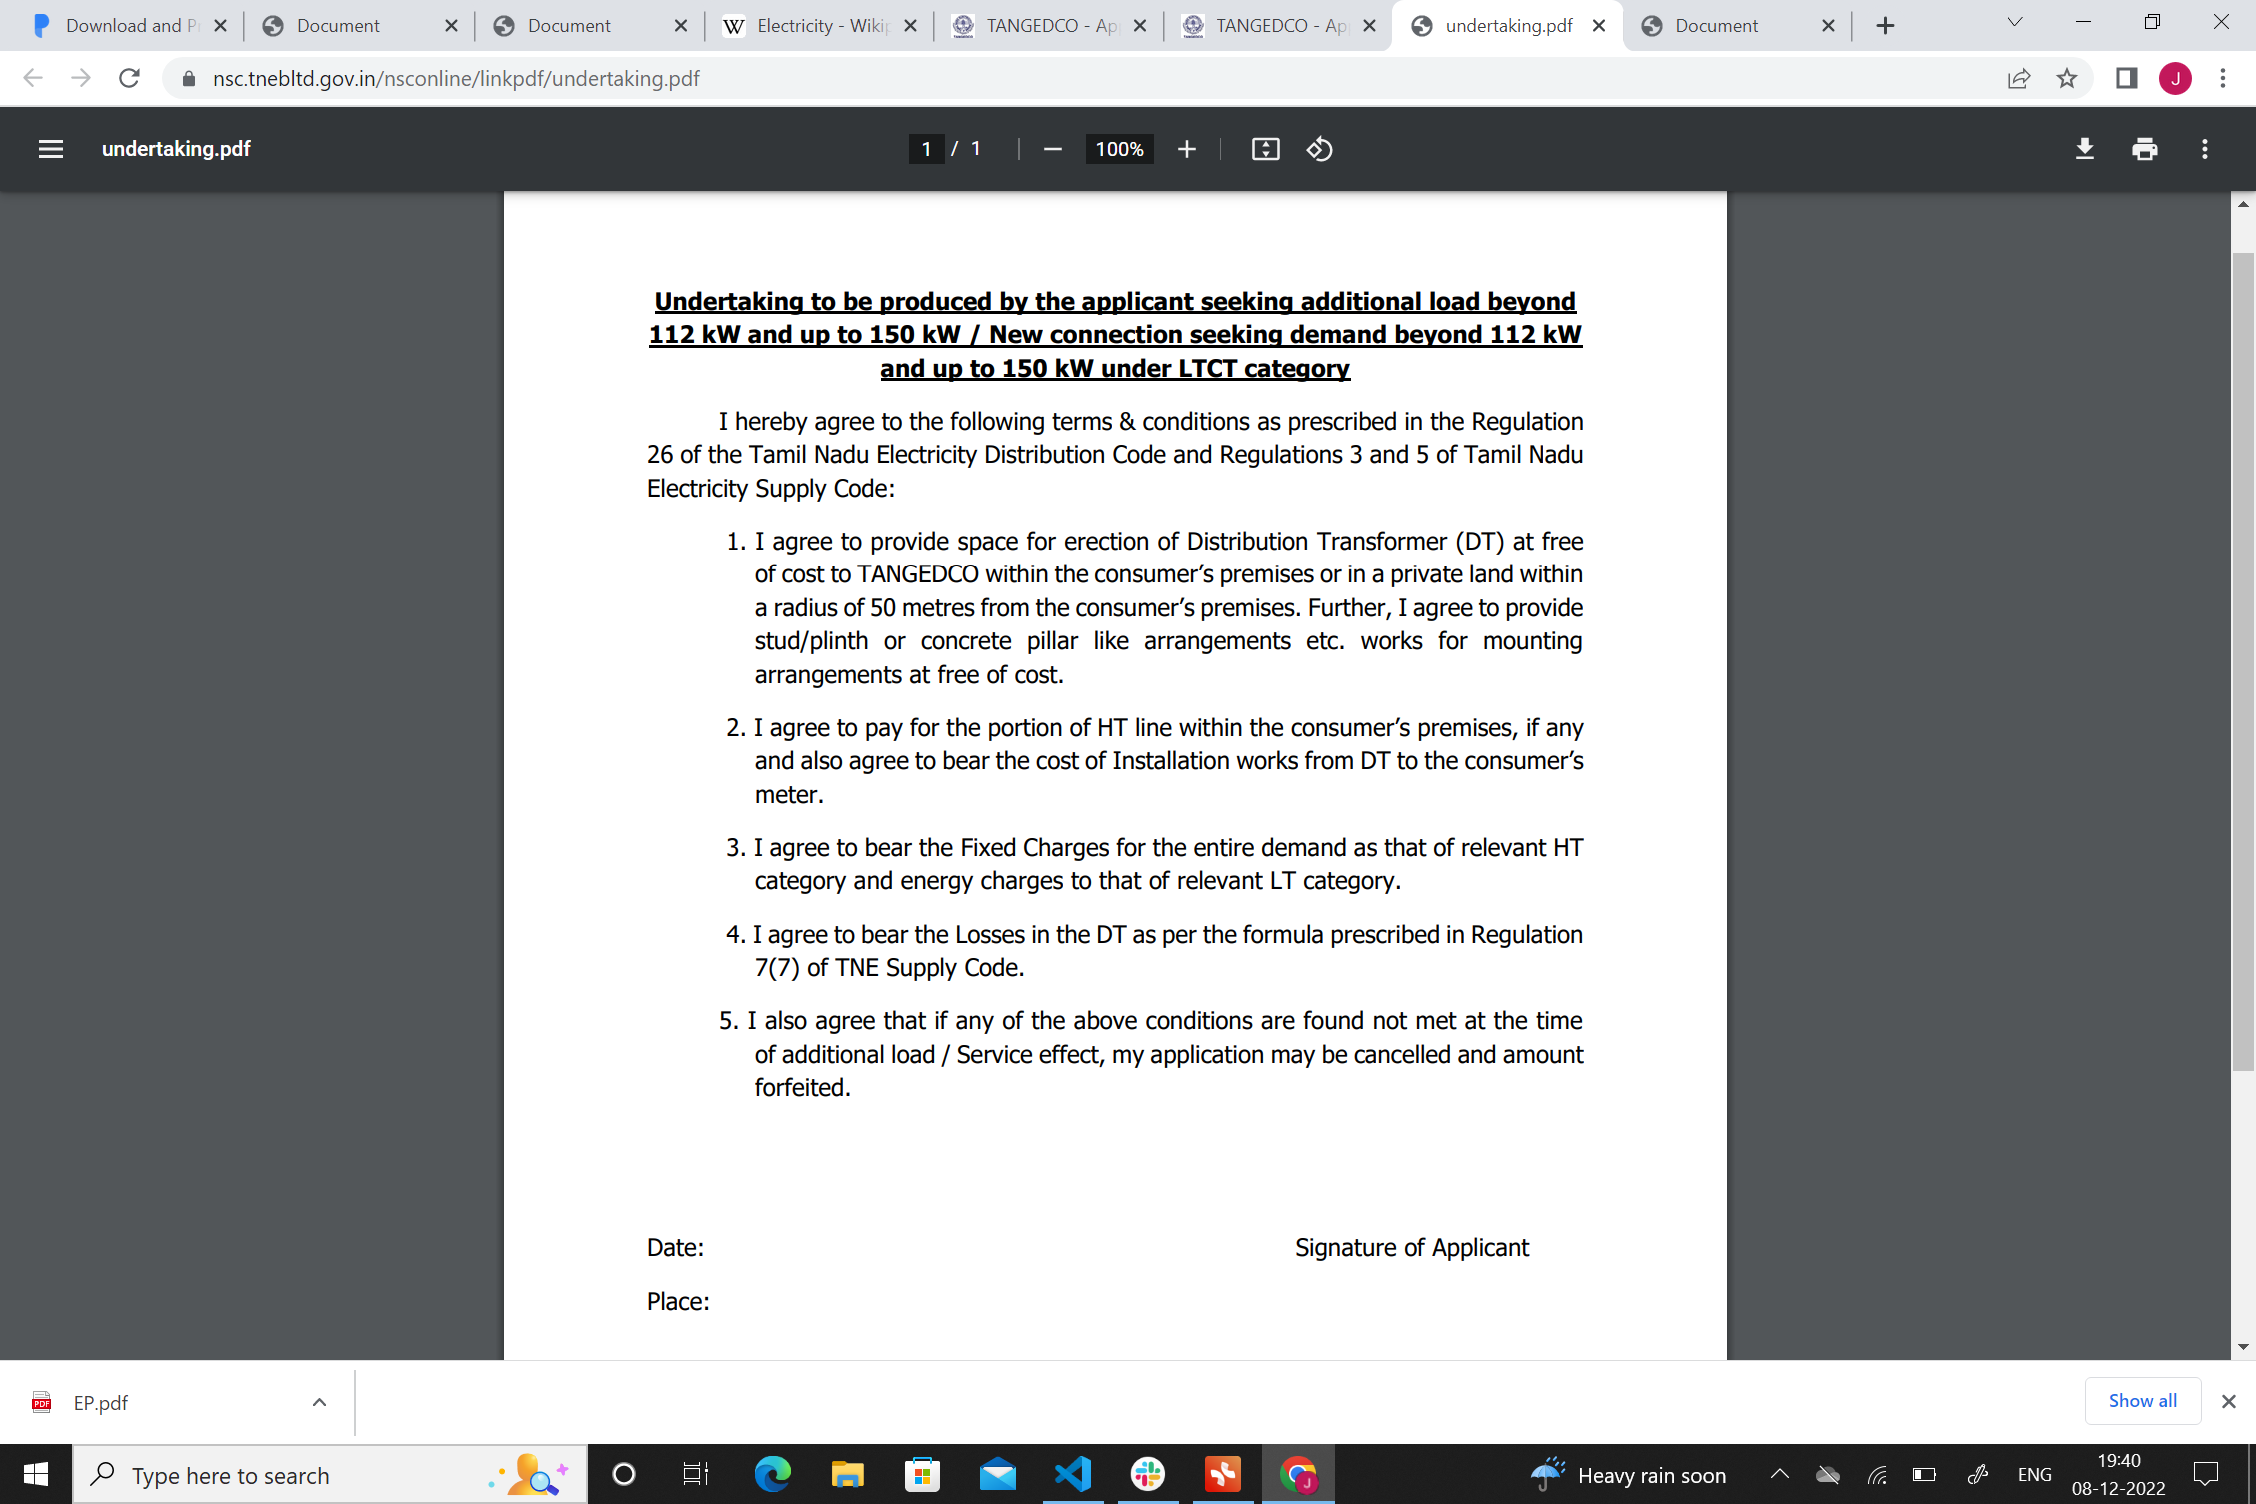 Download and P
Document
Document
Electricity - Wiki
TANGEDCO - Ap
TANGEDCO - Ap
undertaking.pdf
Document
nsc.tnebltd.gov.in/nsconline/linkpdf/undertaking.pdf
J
undertaking.pdf
1 / 1
100%
Undertaking to be produced by the applicant seeking additional load beyond
112 kW and up to 150 kW / New connection seeking demand beyond 112 kW
and up to 150 kW under LTCT category
I hereby agree to the following terms & conditions as prescribed in the Regulation
26 of the Tamil Nadu Electricity Distribution Code and Regulations 3 and 5 of Tamil Nadu
Electricity Supply Code:
1. I agree to provide space for erection of Distribution Transformer (DT) at free
of cost to TANGEDCO within the consumer’s premises or in a private land within
a radius of 50 metres from the consumer’s premises. Further, I agree to provide
stud/plinth or concrete pillar like arrangements etc. works for mounting
arrangements at free of cost.
2. I agree to pay for the portion of HT line within the consumer’s premises, if any
and also agree to bear the cost of Installation works from DT to the consumer’s
meter.
3. I agree to bear the Fixed Charges for the entire demand as that of relevant HT
category and energy charges to that of relevant LT category.
4. I agree to bear the Losses in the DT as per the formula prescribed in Regulation
7(7) of TNE Supply Code.
5. I also agree that if any of the above conditions are found not met at the time
of additional load / Service effect, my application may be cancelled and amount
forfeited.
Date:
Signature of Applicant
Place:
PDF
EP.pdf
Show all
Type here to search
J
Heavy rain soon
ENG
19:40
08-12-2022